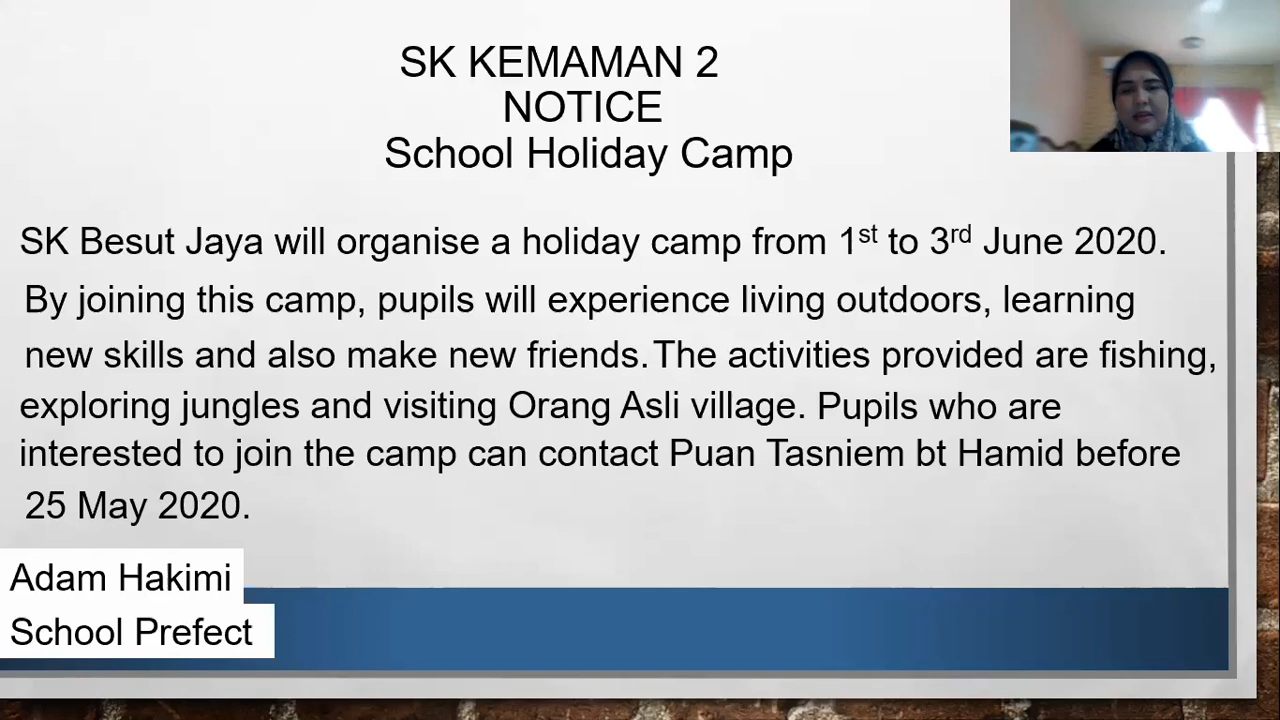 SK KEMAMAN 2
NOTICE
School Holiday Camp
SK Besut Jaya will organise a holiday camp from 1st to 3rd June 2020.
By joining this camp, pupils will experience living outdoors, learning
new skills and also make new friends. The activities provided are fishing,
exploring jungles and visiting Orang Asli village. Pupils who are
interested to join the camp can contact Puan Tasniem bt Hamid before
25 May 2020.
Adam Hakimi
School Prefect